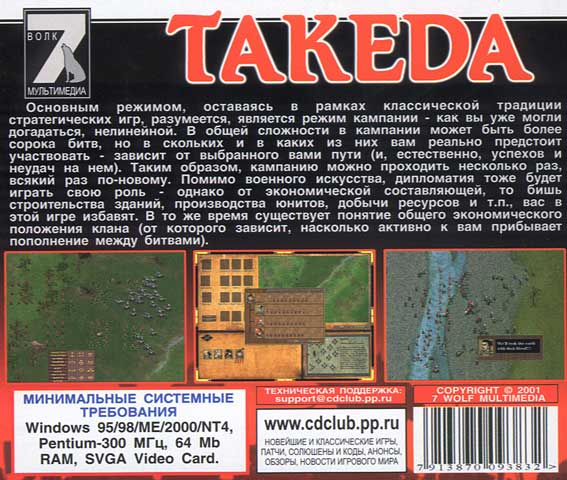 ВОЛК
7
МУЛЬТИМЕДИА
TAKEDA
Основным режимом, оставаясь в рамках классической традиции
стратегических игр, разумеется, является режим кампании - как вы уже могли
догадаться, нелинейной. В общей сложности в кампании может быть более
сорока битв, но в скольких и в каких из них вам реально предстоит
участвовать - зависит от выбранного вами пути (и, естественно, успехов и
неудач на нем). Таким образом, кампанию можно проходить несколько раз,
всякий раз по-новому. Помимо военного искусства, дипломатия тоже будет
играть свою роль - однако от экономической составляющей, то бишь
строительства зданий, производства юнитов, добычи ресурсов и т.п., вас в
этой игре избавят. В то же время существует понятие общего экономического
положения клана (от которого зависит, насколько активно к вам прибывает
пополнение между битвами).
МИНИМАЛЬНЫЕ СИСТЕМНЫЕ
ТРЕБОВАНИЯ
Windows 95/98/ME/2000/NT4,
Pentium-300 МГц, 64 Mb
RAM, SVGA Video Card.
ТЕХНИЧЕСКАЯ ПОДДЕРЖКА:
support@cdclub.pp.ru
www.cdclub.pp.ru
НОВЕЙШИЕ И КЛАССИЧЕСКИЕ ИГРЫ,
ПАТЧИ, СОЛЮШЕНЫ И КОДЫ, АНОНСЫ,
ОБЗОРЫ, НОВОСТИ ИГРОВОГО МИРА
COPYRIGHT © 2001
7 WOLF MULTIMEDIA
7 913870 093832 >